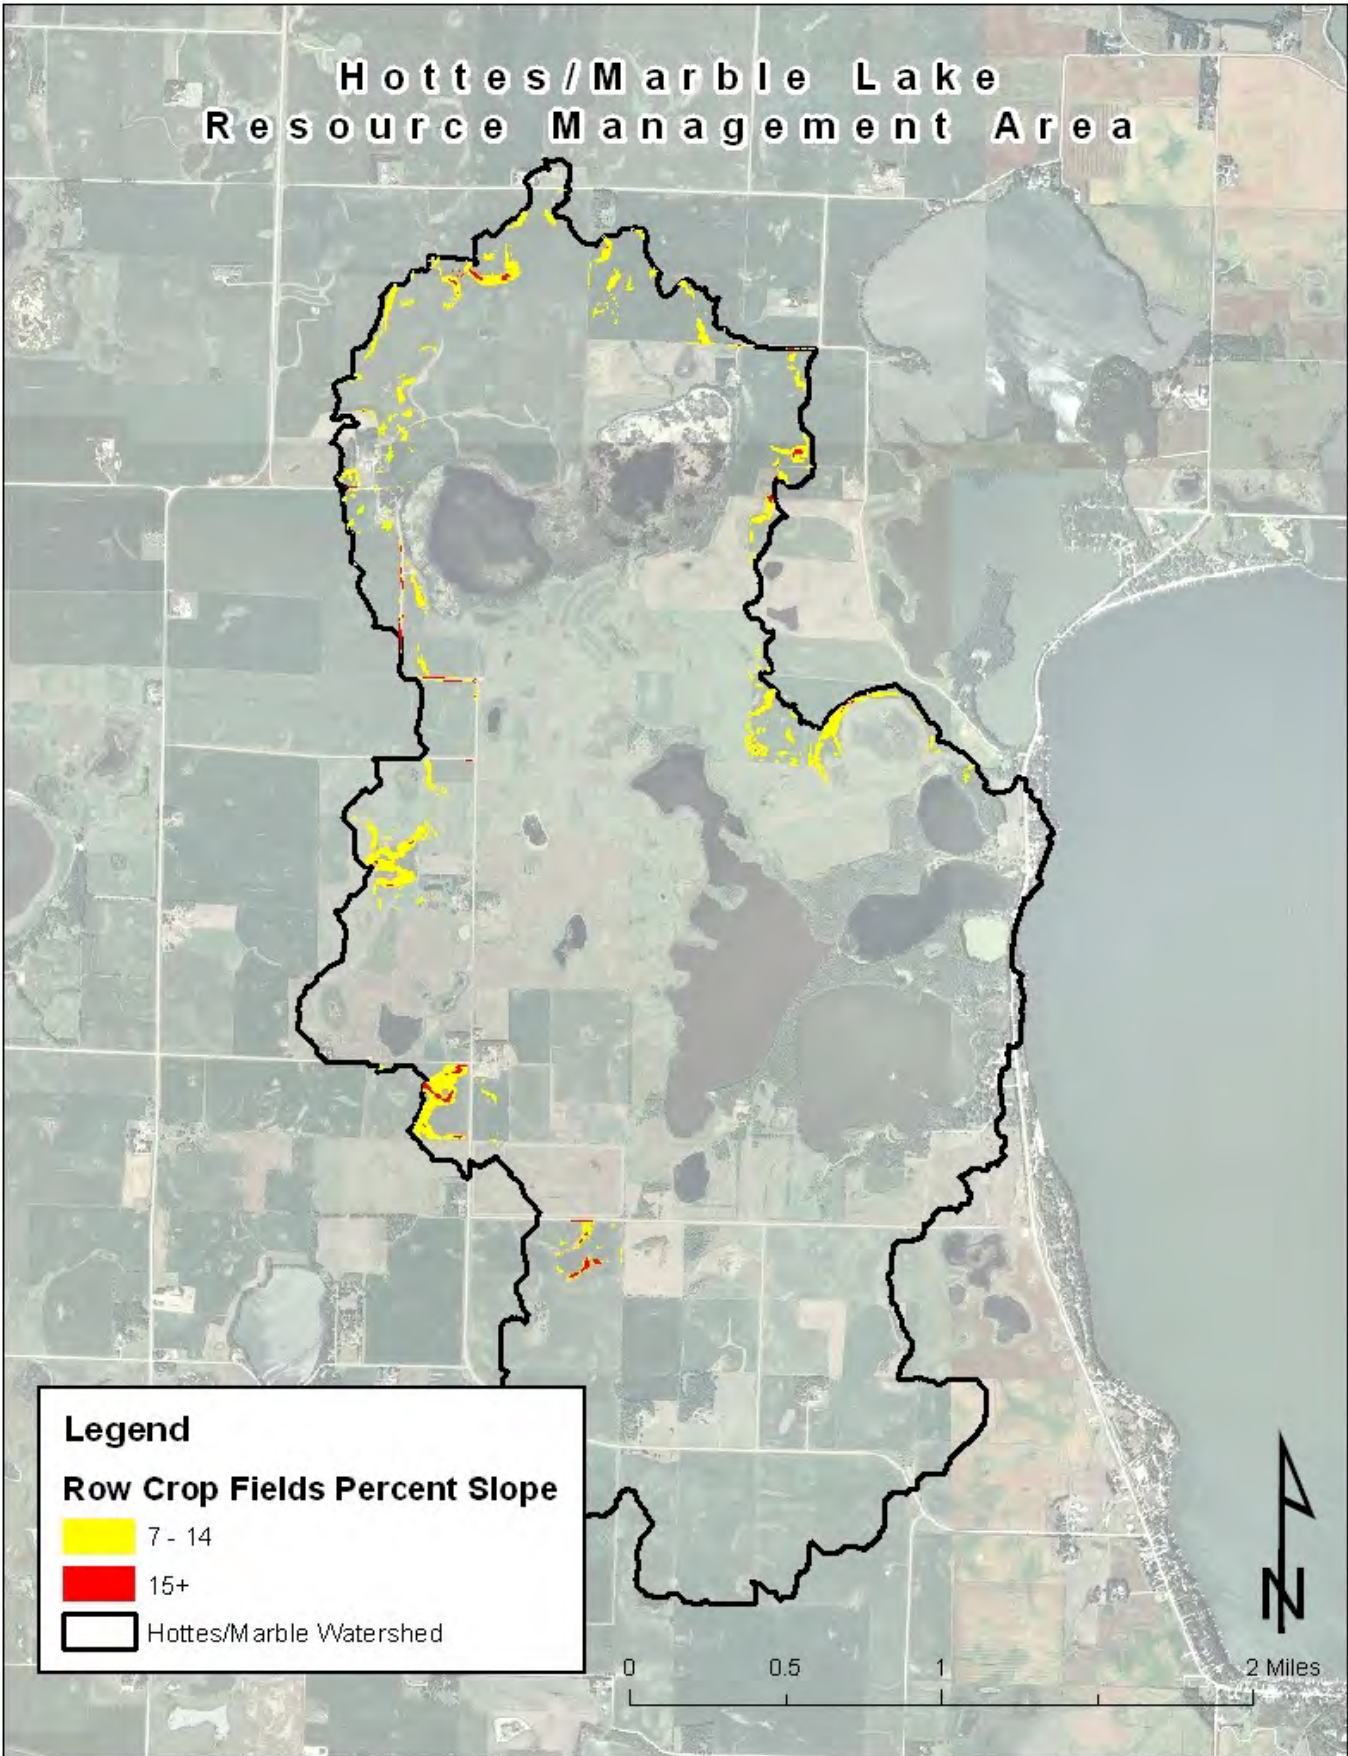 Hottes/Marble Lake
Resource Management Area
Legend
Row Crop Fields Percent Slope
7 - 14
15+
Hottes/Marble Watershed
N
0 0.5 1 2 Miles